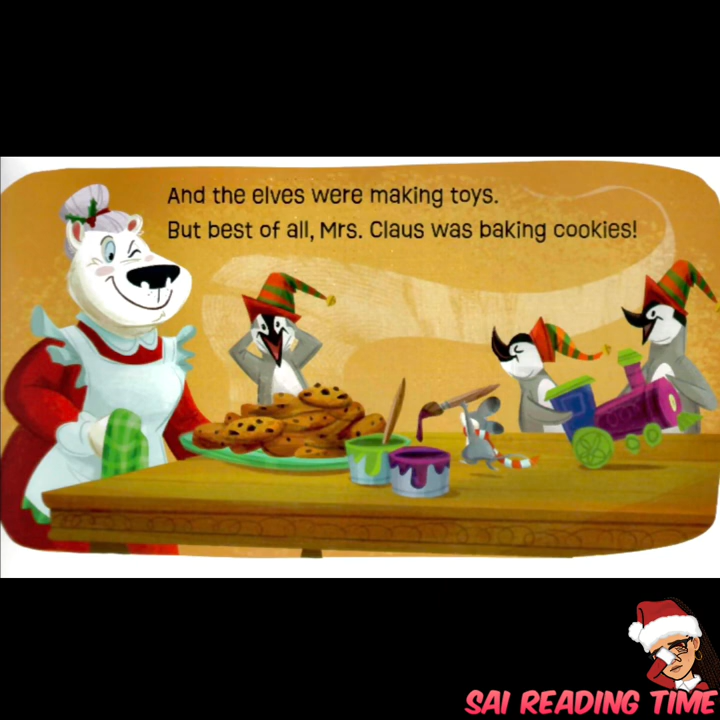 And the elves were making toys.
But best of all, Mrs. Claus was baking cookies!
SAI READING TIME